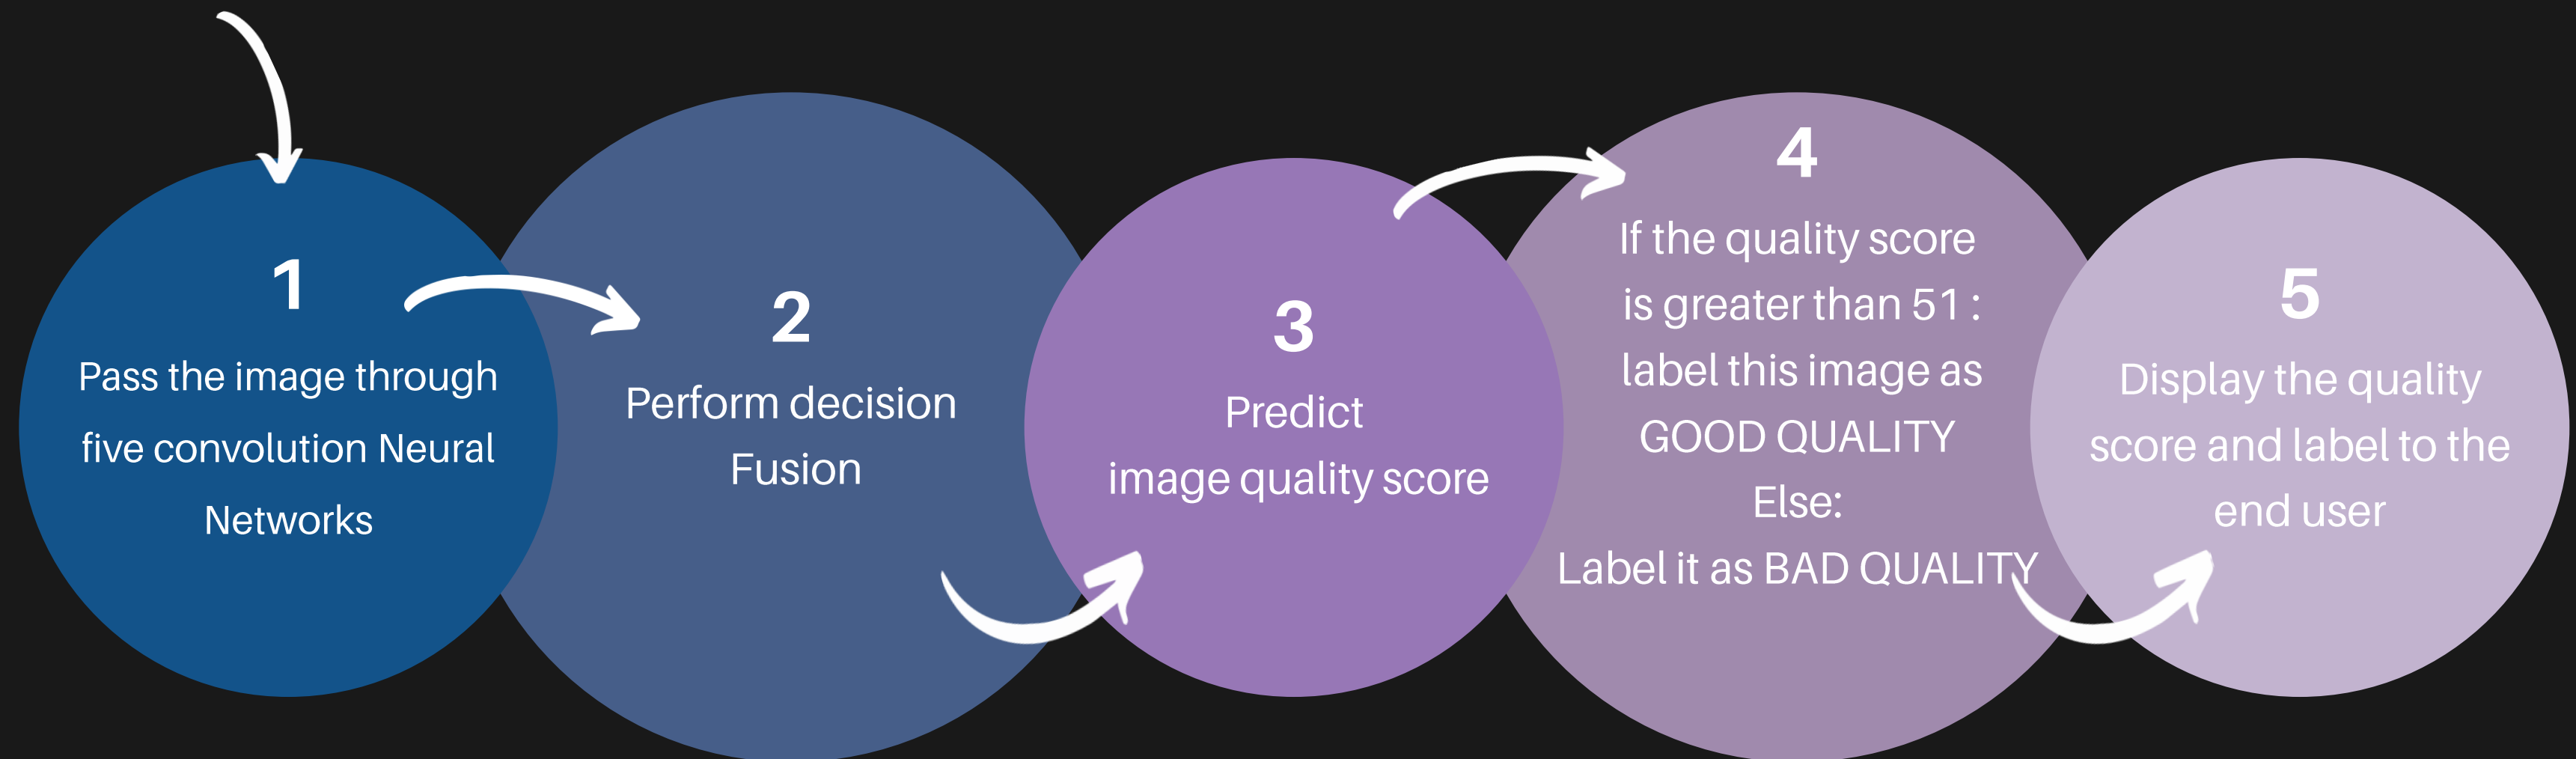 1
Pass the image through
five convolution Neural
Networks
2
Perform decision
Fusion
3
Predict
image quality score
4
If the quality score
is greater than 51 :
label this image as
GOOD QUALITY
Else:
Label it as BAD QUALITY
5
Display the quality
score and label to the
end user